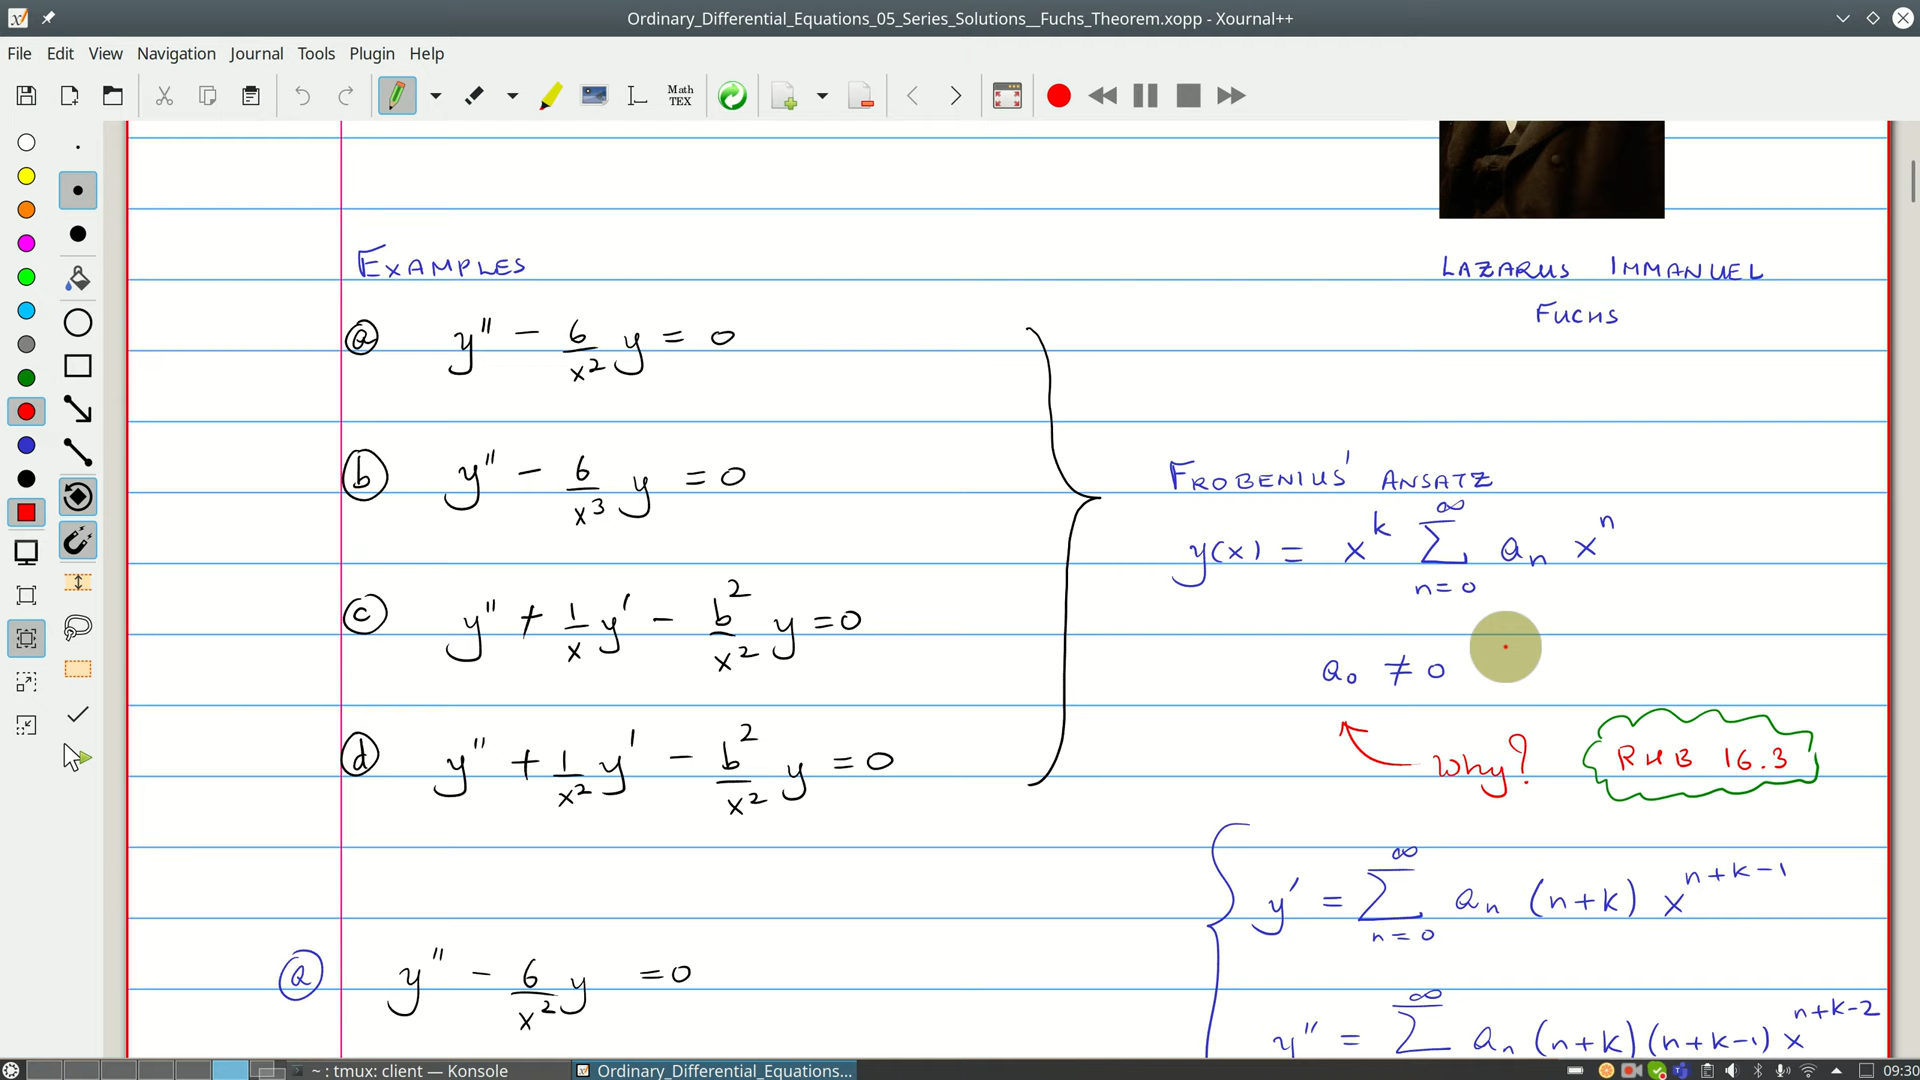 Ordinary_Differential_Equations_05_Series_Solutions__Fuchs_Theorem.xopp - Xournal++
File Edit View Navigation Journal Tools Plugin Help
Math
TEX
EXAMPLES
LAZARUS IMMANUEL
FUCHS
ⓐ y'' - 6/x² y = 0
ⓑ y'' - 6/x³ y = 0
ⓒ y'' + 1/x y' - b²/x² y = 0
ⓓ y'' + 1/x² y' - b²/x² y = 0
FROBENIUS' ANSATZ
y(x) = x^k ∑_{n=0}^{∞} a_n x^n
a₀ ≠ 0
Why?
RHB 16.3
y' = ∑_{n=0}^{∞} a_n (n+k) x^{n+k-1}
ⓐ y'' - 6/x² y = 0
y'' = ∑^{∞} a_n (n+k)(n+k-1) x^{n+k-2}
~ : tmux: client — Konsole
Ordinary_Differential_Equations...
09:30